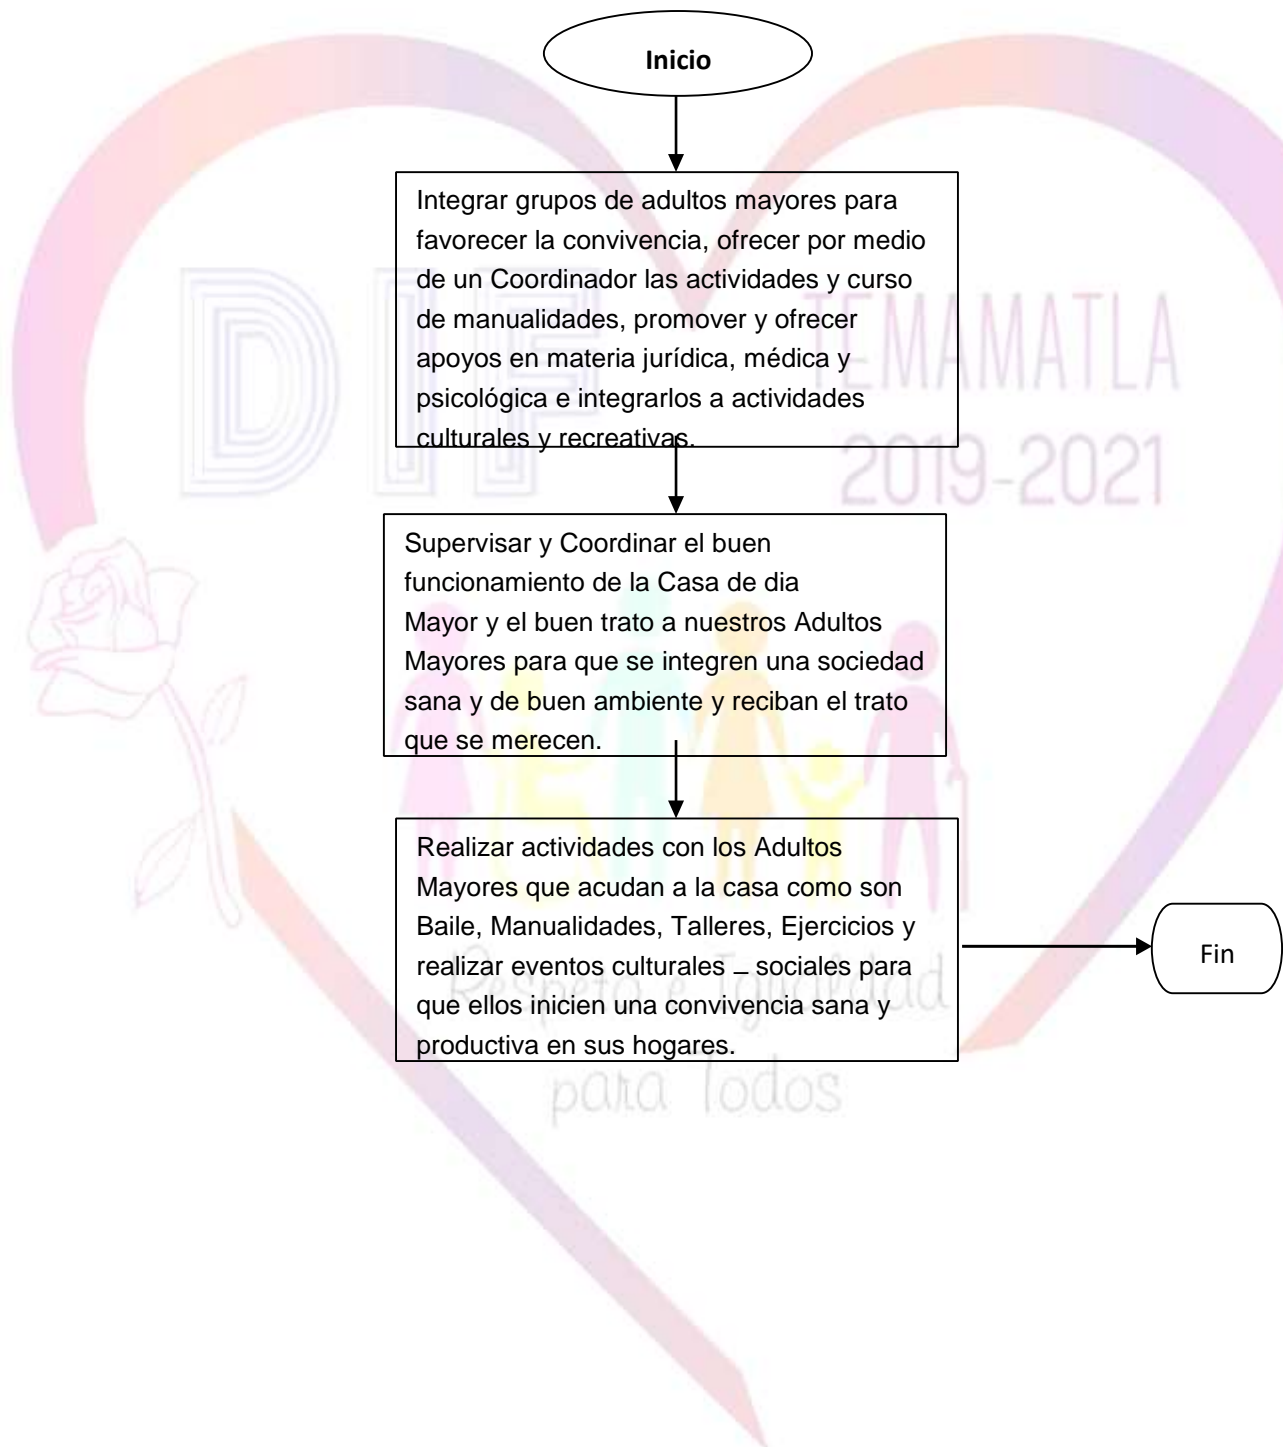 Inicio
Integrar grupos de adultos mayores para
favorecer la convivencia, ofrecer por medio
de un Coordinador las actividades y curso
de manualidades, promover y ofrecer
apoyos en materia jurídica, médica y
psicológica e integrarlos a actividades
culturales y recreativas.
DIF
TEMAMATLA
2019-2021
Supervisar y Coordinar el buen
funcionamiento de la Casa de dia
Mayor y el buen trato a nuestros Adultos
Mayores para que se integren una sociedad
sana y de buen ambiente y reciban el trato
que se merecen.
Realizar actividades con los Adultos
Mayores que acudan a la casa como son
Baile, Manualidades, Talleres, Ejercicios y
realizar eventos culturales – sociales para
que ellos inicien una convivencia sana y
productiva en sus hogares.
Fin
Respeto e Igualdad
para Todos